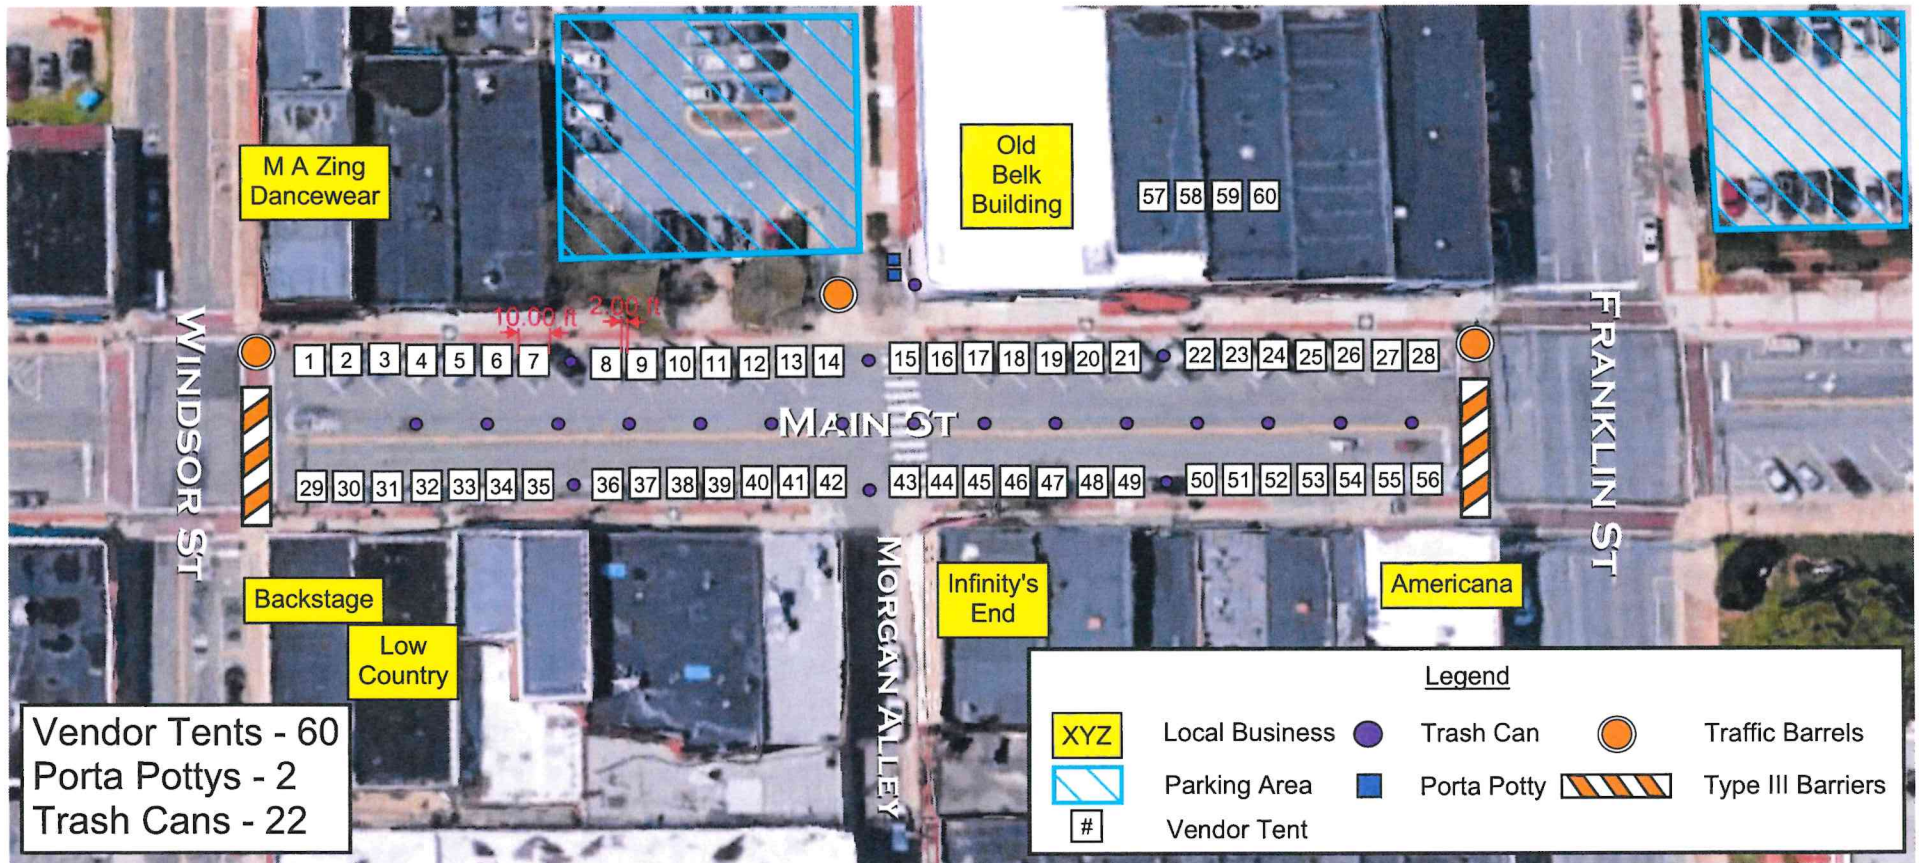 M A Zing
Dancewear
Old
Belk
Building
57 58 59 60
10.00 ft
2.00 ft
WINDSOR ST
FRANKLIN ST
1 2 3 4 5 6 7 8 9 10 11 12 13 14 15 16 17 18 19 20 21 22 23 24 25 26 27 28
MAIN ST
29 30 31 32 33 34 35 36 37 38 39 40 41 42 43 44 45 46 47 48 49 50 51 52 53 54 55 56
MORGAN ALLEY
Backstage
Low
Country
Infinity's
End
Americana
Vendor Tents - 60
Porta Pottys - 2
Trash Cans - 22
Legend
XYZ Local Business
Trash Can
Traffic Barrels
Parking Area
Porta Potty
Type III Barriers
# Vendor Tent